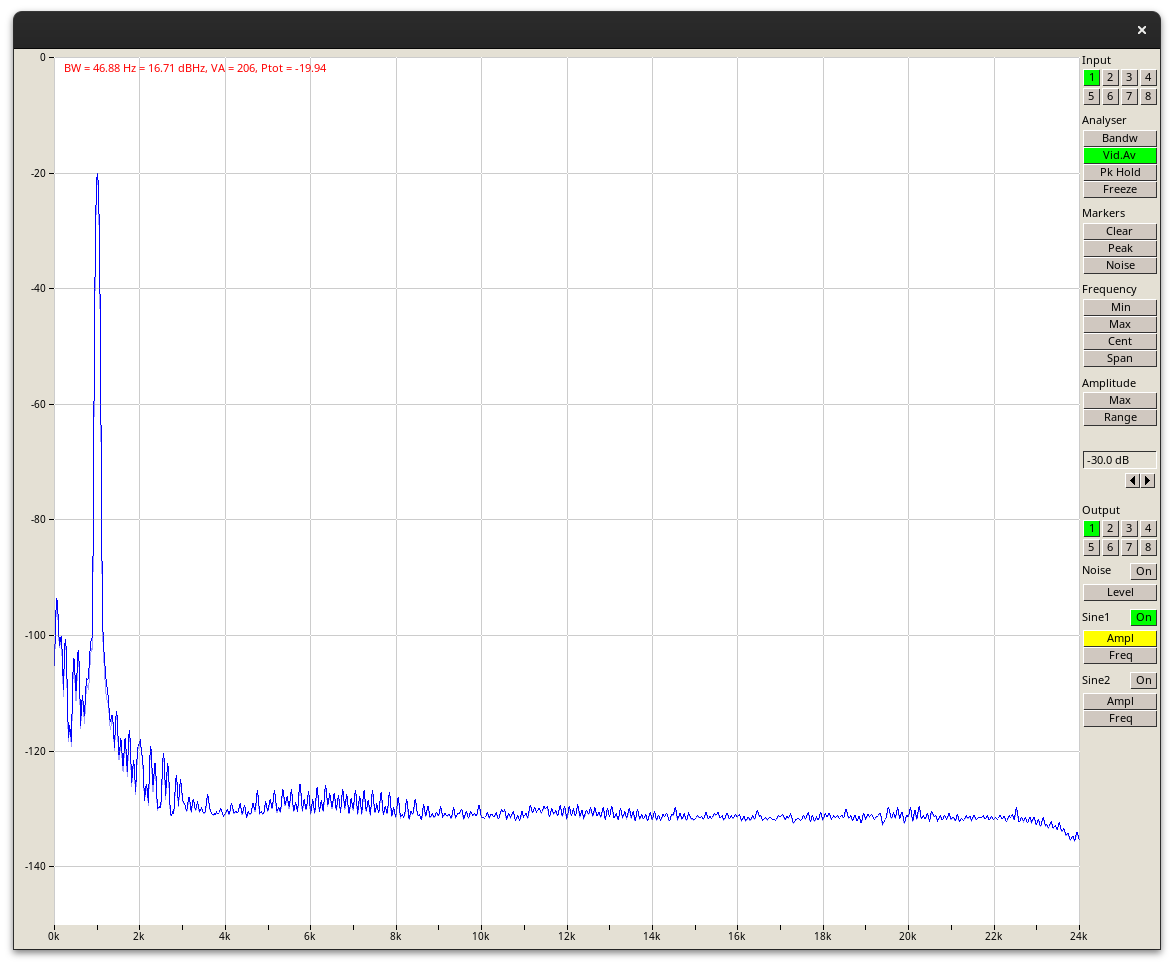 ×
BW = 46.88 Hz = 16.71 dBHz, VA = 206, Ptot = -19.94
0
-20
-40
-60
-80
-100
-120
-140
0k 2k 4k 6k 8k 10k 12k 14k 16k 18k 20k 22k 24k
Input
1 2 3 4
5 6 7 8
Analyser
Bandw
Vid.Av
Pk Hold
Freeze
Markers
Clear
Peak
Noise
Frequency
Min
Max
Cent
Span
Amplitude
Max
Range
-30.0 dB
Output
1 2 3 4
5 6 7 8
Noise On
Level
Sine1 On
Ampl
Freq
Sine2 On
Ampl
Freq